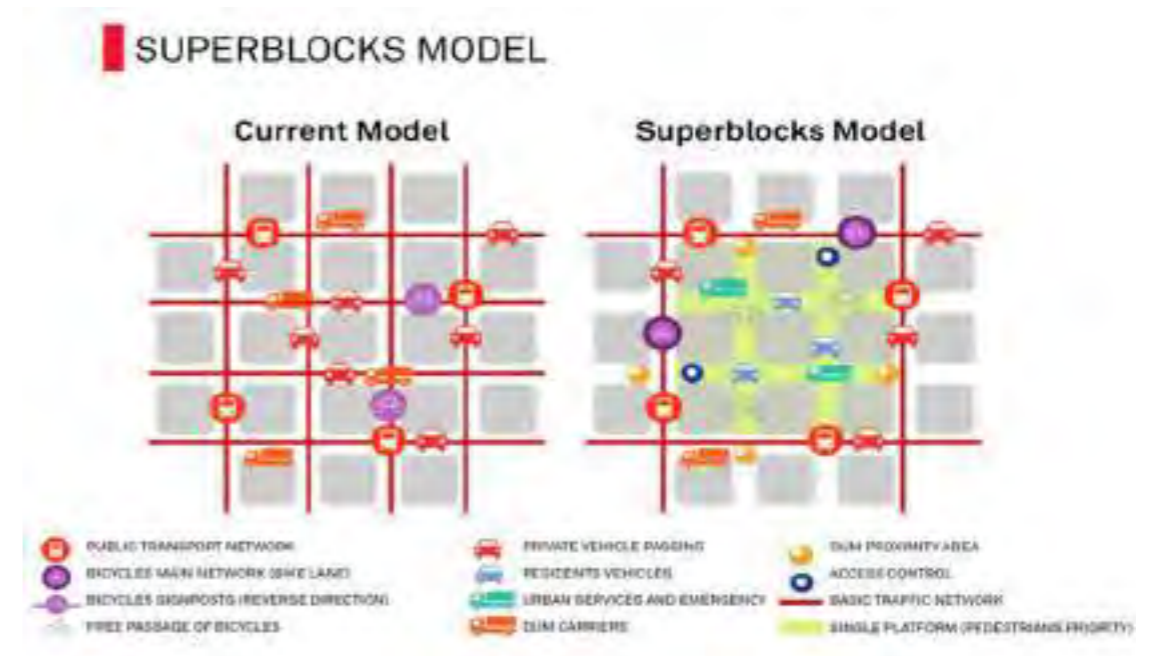 SUPERBLOCKS MODEL
Current Model
Superblocks Model
PUBLIC TRANSPORT NETWORK
BICYCLES MAIN NETWORK (BIKE LANE)
BICYCLES SIGNPOSTS (REVERSE DIRECTION)
FREE PASSAGE OF BICYCLES
PRIVATE VEHICLE PASSING
RESIDENTS VEHICLES
URBAN SERVICES AND EMERGENCY
DUM CARRIERS
DUM PROXIMITY AREA
ACCESS CONTROL
BASIC TRAFFIC NETWORK
SINGLE PLATFORM (PEDESTRIANS PRIORITY)